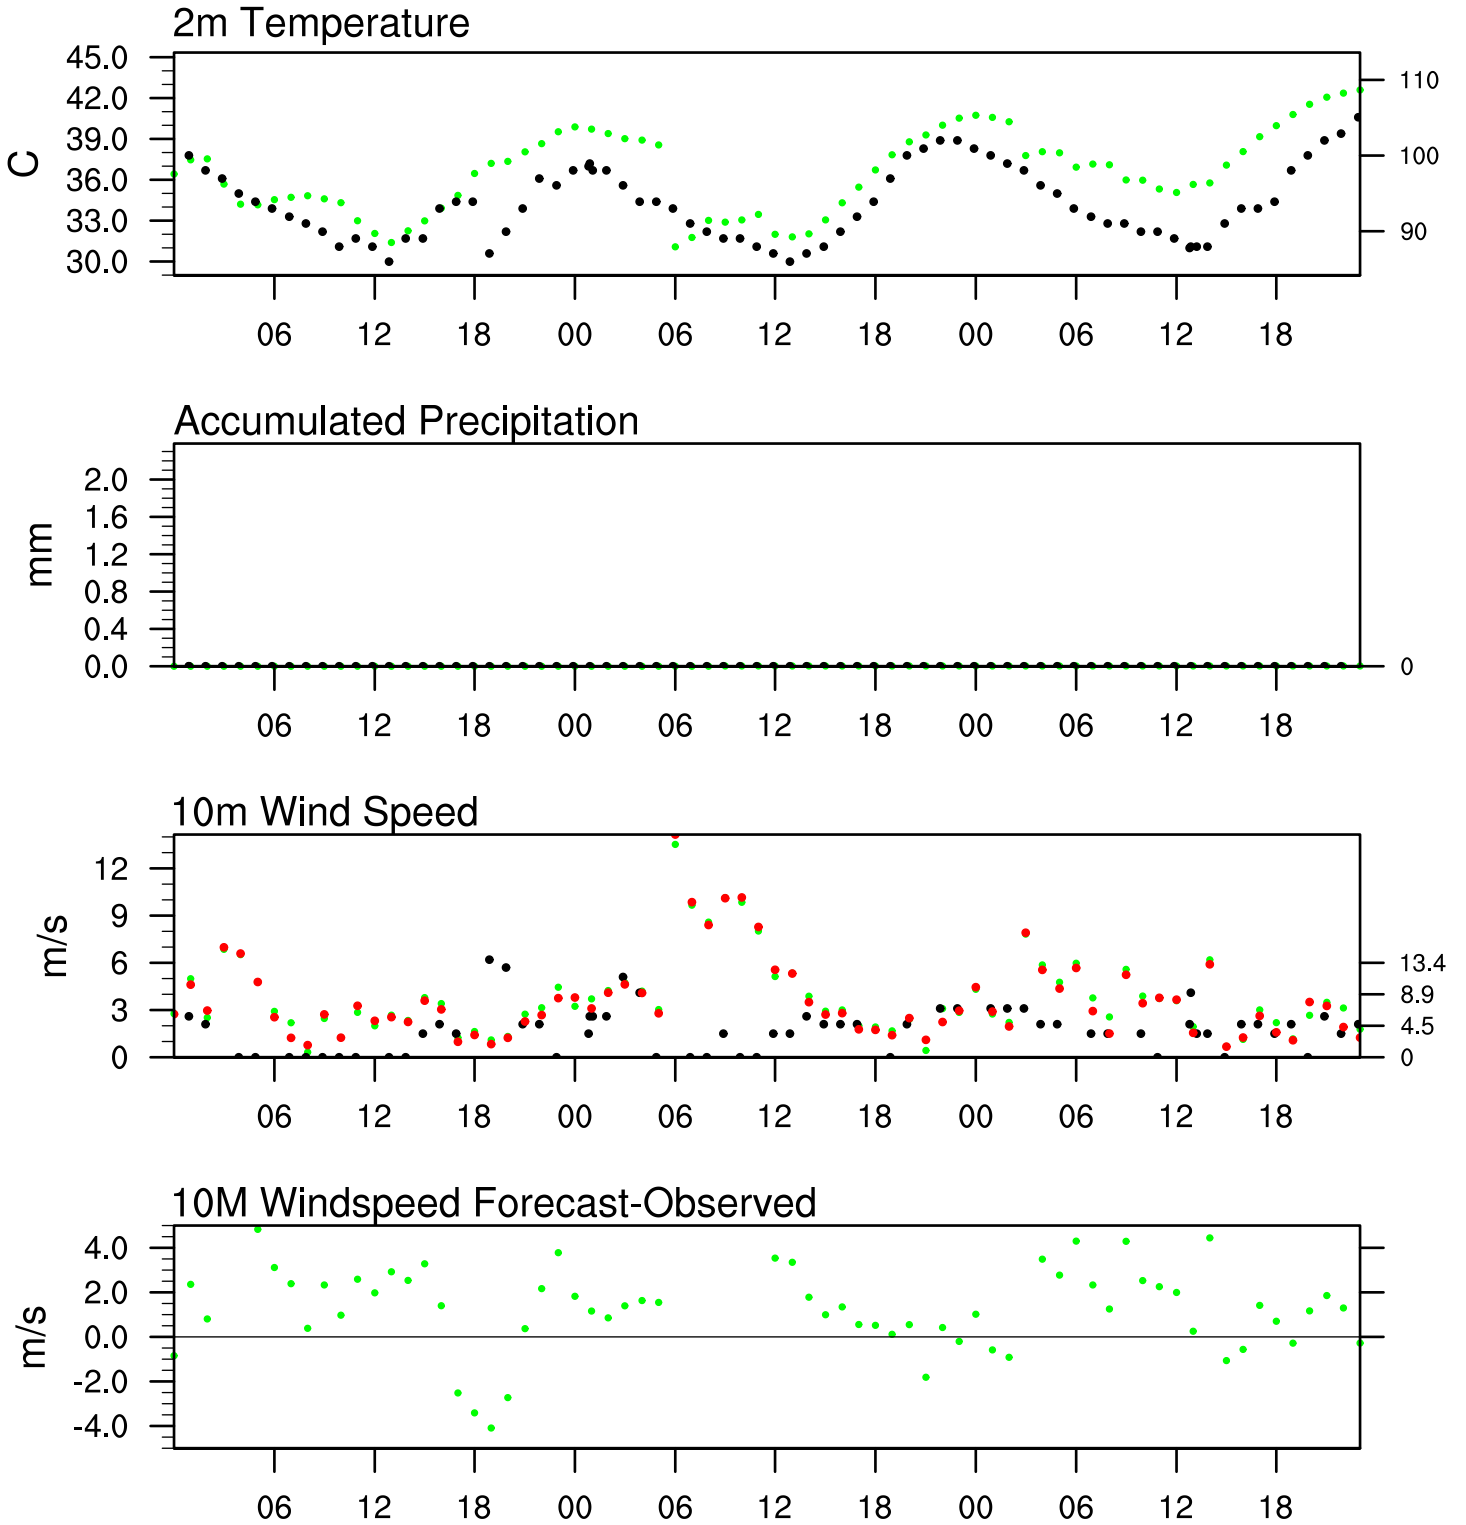 2m Temperature
45.0
42.0
39.0
36.0
33.0
30.0
C
110
100
90
06 12 18 00 06 12 18 00 06 12 18
Accumulated Precipitation
2.0
1.6
1.2
0.8
0.4
0.0
mm
0
06 12 18 00 06 12 18 00 06 12 18
10m Wind Speed
12
9
6
3
0
m/s
13.4
8.9
4.5
0
06 12 18 00 06 12 18 00 06 12 18
10M Windspeed Forecast-Observed
4.0
2.0
0.0
-2.0
-4.0
m/s
06 12 18 00 06 12 18 00 06 12 18